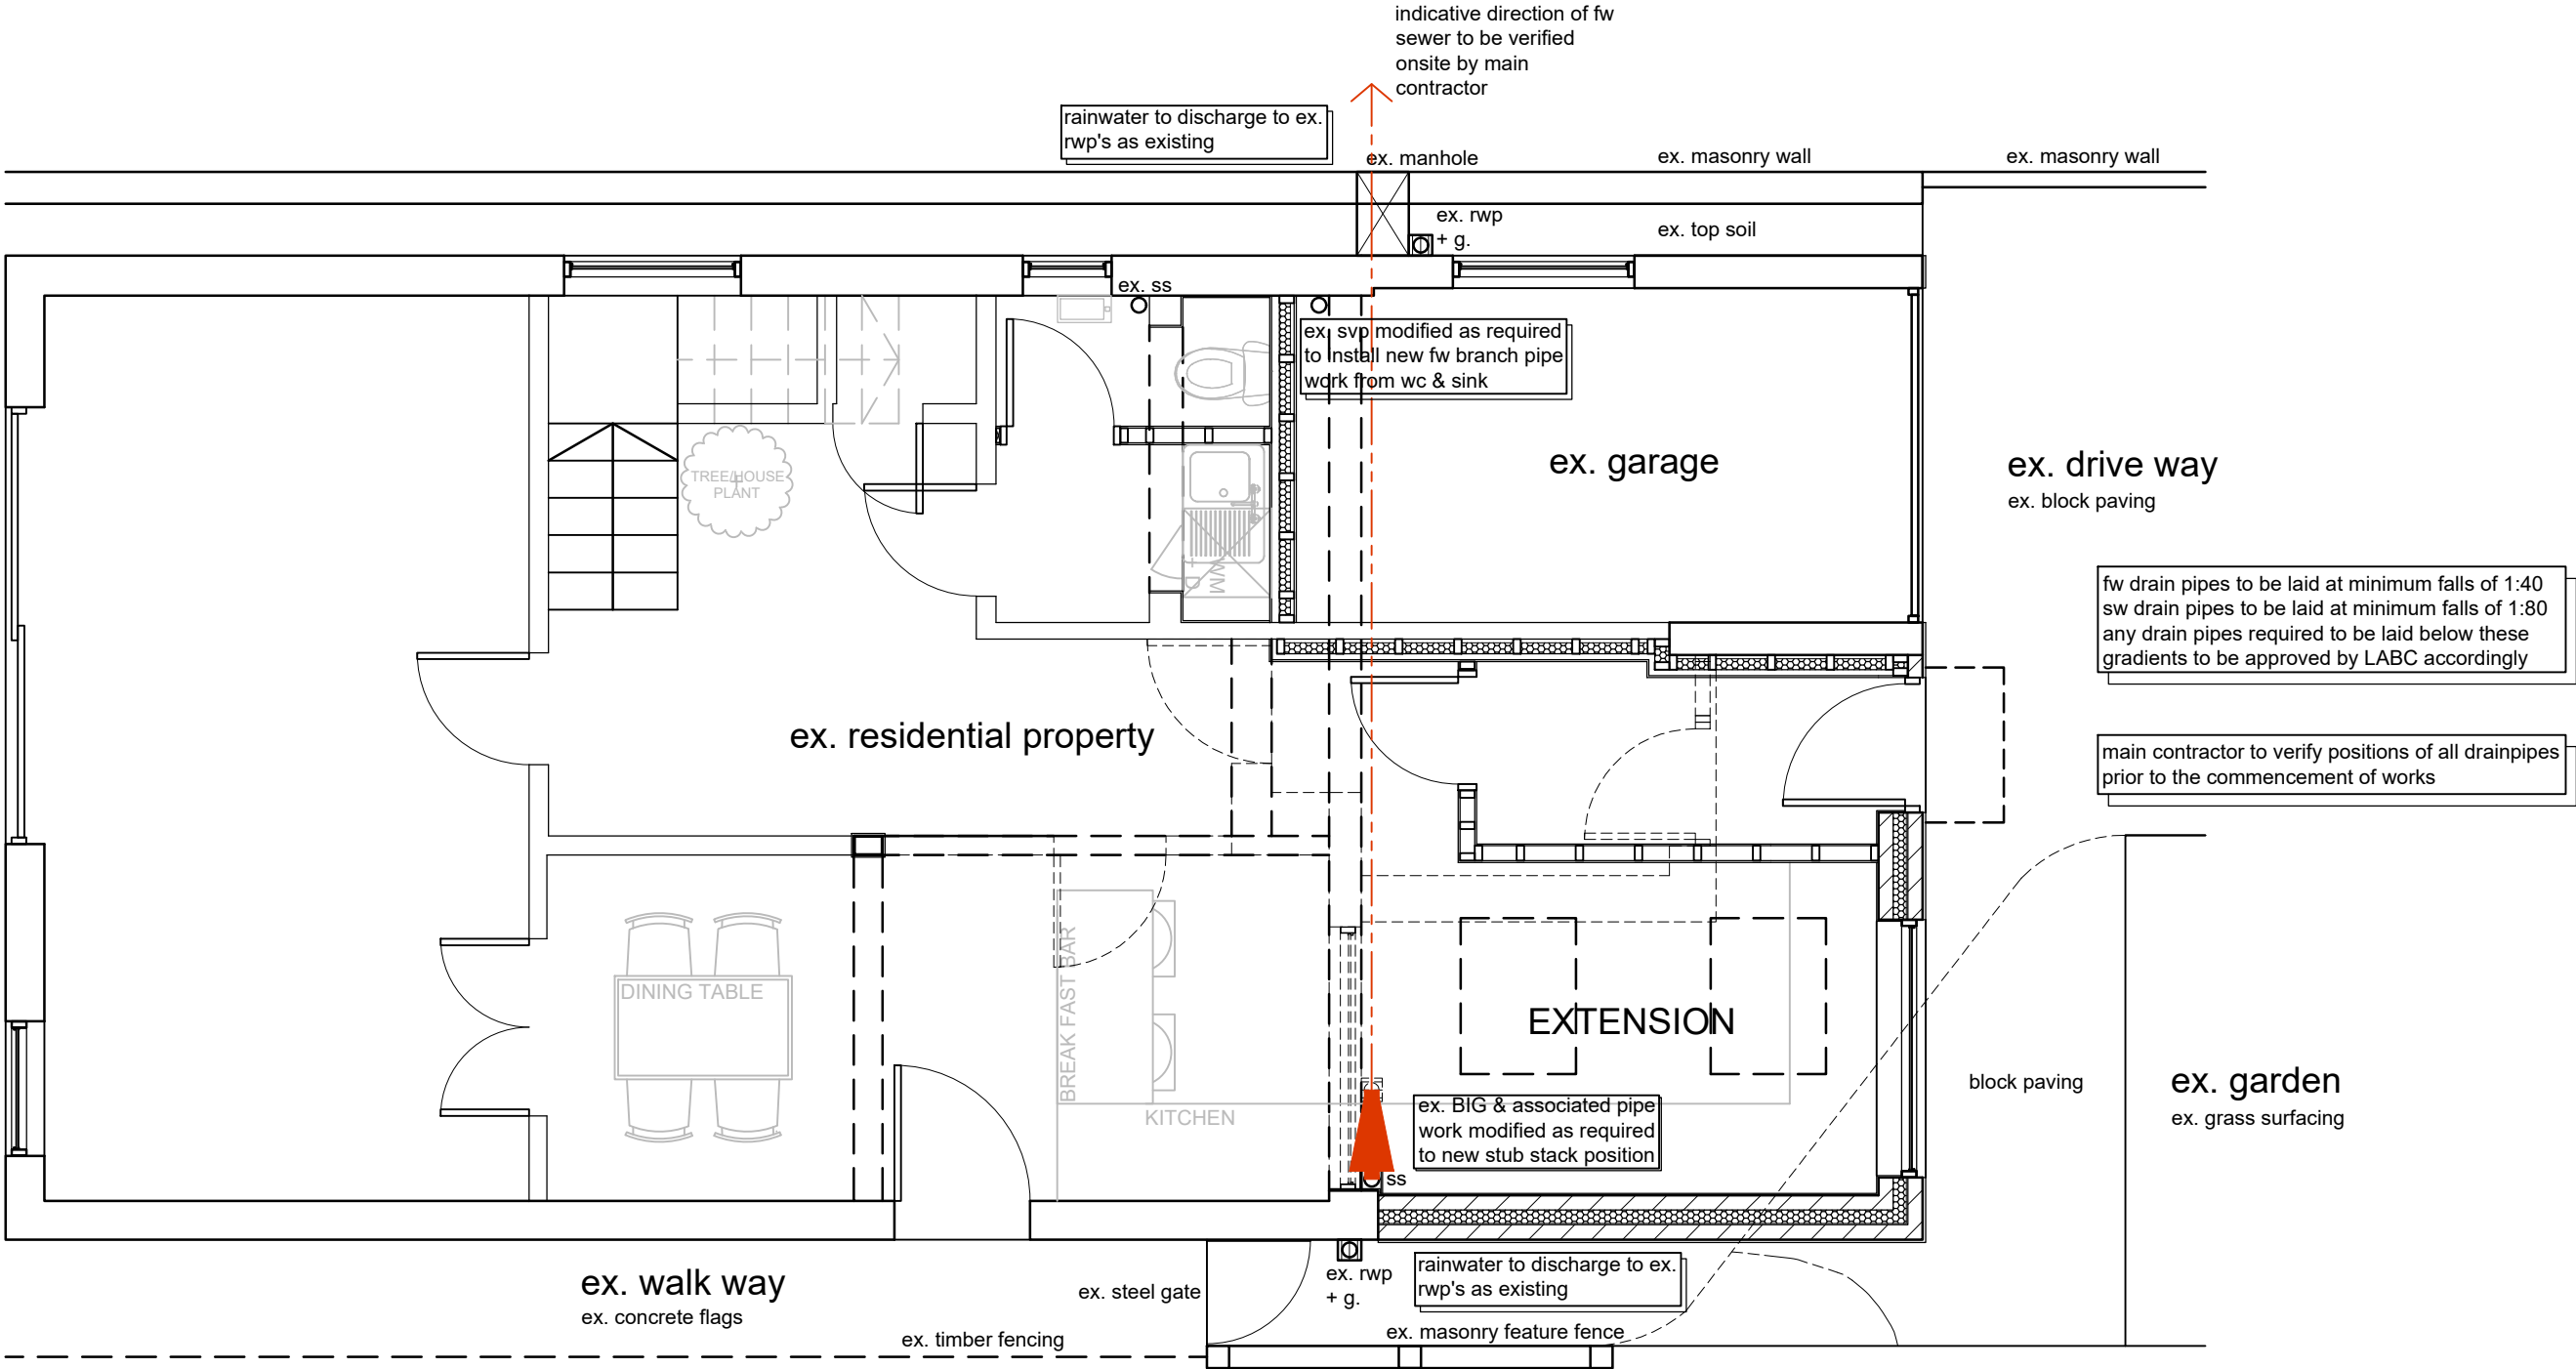 indicative direction of fw
sewer to be verified
onsite by main
contractor
rainwater to discharge to ex.
rwp's as existing
ex. manhole
ex. masonry wall
ex. masonry wall
ex. rwp
+ g.
ex. top soil
ex. ss
ex. svp modified as required
to install new fw branch pipe
work from wc & sink
ex. garage
ex. drive way
ex. block paving
TREE/HOUSE
PLANT
WM
+ D
fw drain pipes to be laid at minimum falls of 1:40
sw drain pipes to be laid at minimum falls of 1:80
any drain pipes required to be laid below these
gradients to be approved by LABC accordingly
ex. residential property
main contractor to verify positions of all drainpipes
prior to the commencement of works
DINING TABLE
BREAK FAST BAR
KITCHEN
EXTENSION
block paving
ex. garden
ex. grass surfacing
ex. BIG & associated pipe
work modified as required
to new stub stack position
ss
ex. walk way
ex. concrete flags
ex. steel gate
ex. rwp
+ g.
rainwater to discharge to ex.
rwp's as existing
ex. timber fencing
ex. masonry feature fence